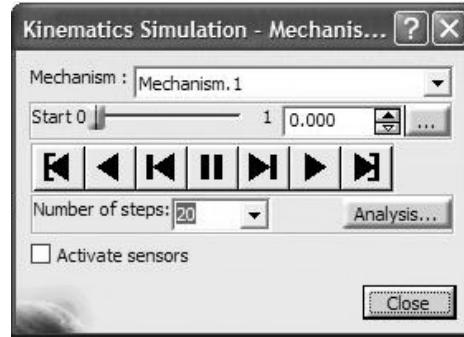 Kinematics Simulation - Mechanis... ?
Mechanism : Mechanism.1
Start 0 1 0.000 ...
Number of steps: 20 Analysis...
Activate sensors
Close